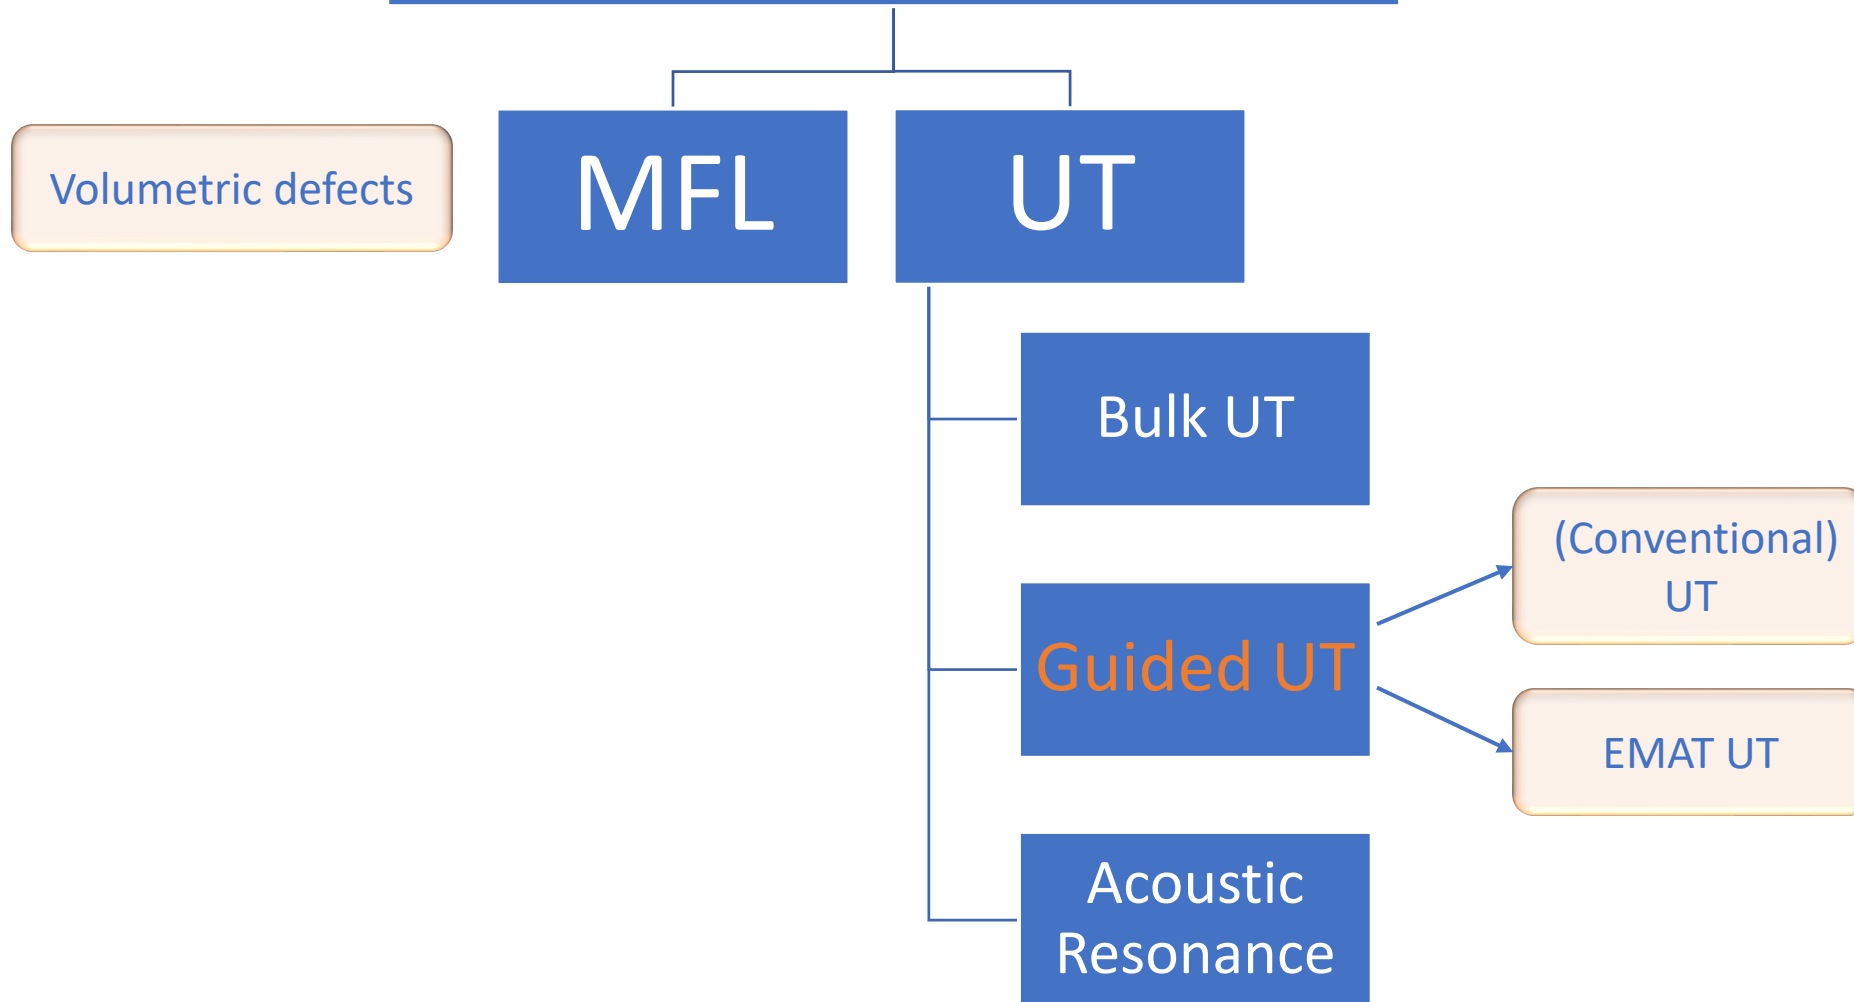 Volumetric defects
MFL
UT
Bulk UT
(Conventional)
UT
Guided UT
EMAT UT
Acoustic
Resonance